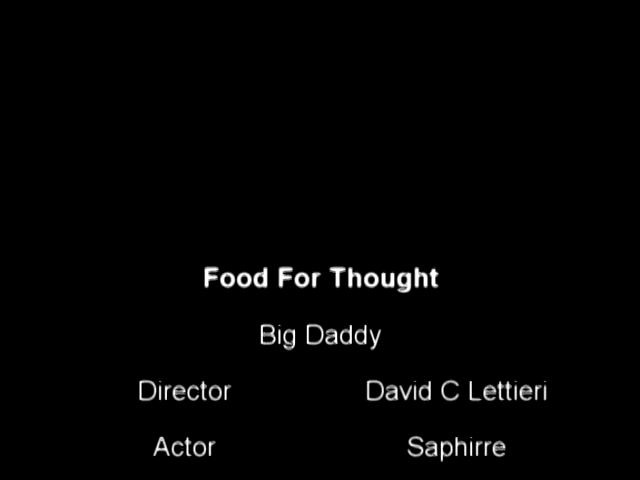 Food For Thought
Big Daddy
Director David C Lettieri
Actor Saphirre